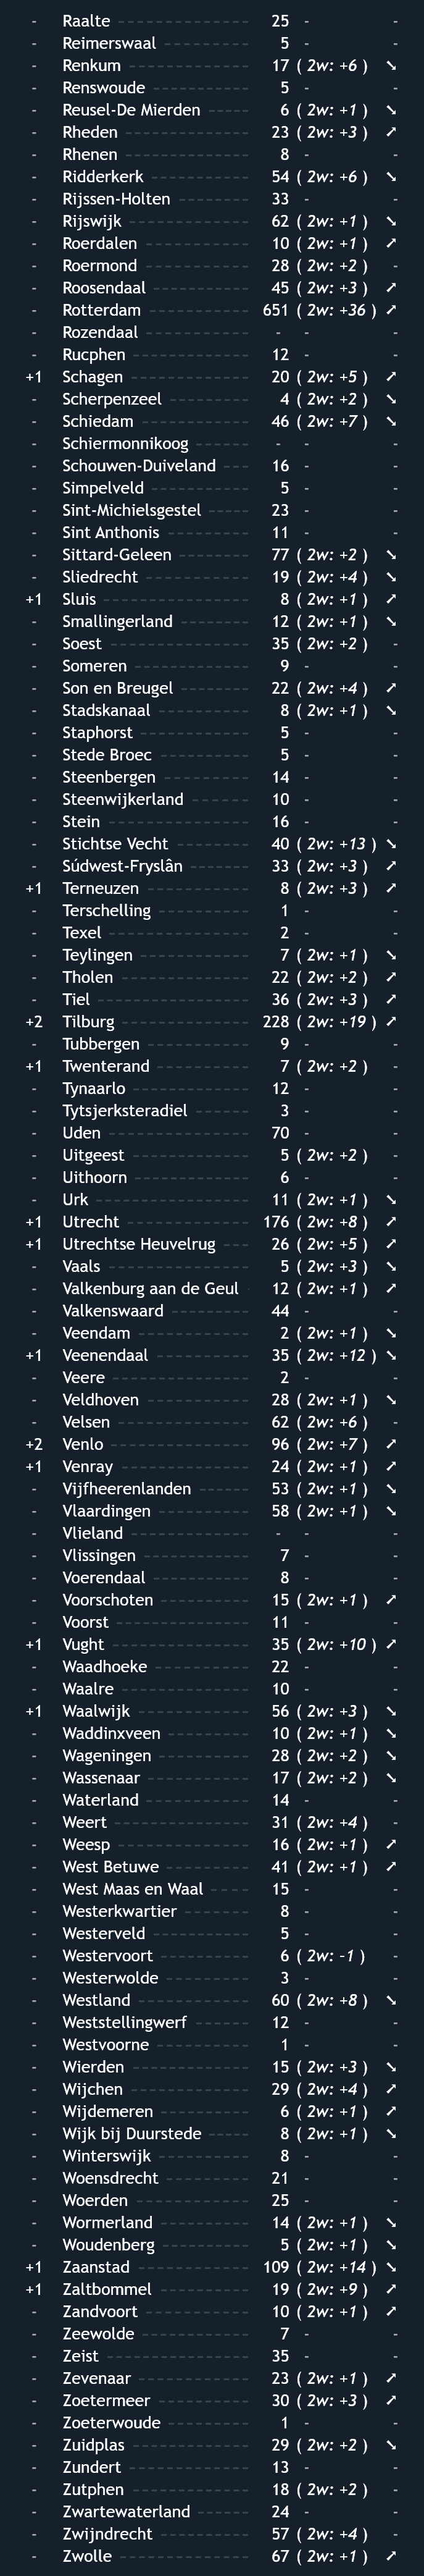 - Raalte 25 - -
- Reimerswaal 5 - -
- Renkum 17 ( 2w: +6 ) ➘
- Renswoude 5 - -
- Reusel-De Mierden 6 ( 2w: +1 ) ➘
- Rheden 23 ( 2w: +3 ) ➚
- Rhenen 8 - -
- Ridderkerk 54 ( 2w: +6 ) ➘
- Rijssen-Holten 33 - -
- Rijswijk 62 ( 2w: +1 ) ➘
- Roerdalen 10 ( 2w: +1 ) ➚
- Roermond 28 ( 2w: +2 ) -
- Roosendaal 45 ( 2w: +3 ) ➚
- Rotterdam 651 ( 2w: +36 ) ➚
- Rozendaal - - -
- Rucphen 12 - -
+1 Schagen 20 ( 2w: +5 ) ➚
- Scherpenzeel 4 ( 2w: +2 ) ➘
- Schiedam 46 ( 2w: +7 ) ➘
- Schiermonnikoog - - -
- Schouwen-Duiveland 16 - -
- Simpelveld 5 - -
- Sint-Michielsgestel 23 - -
- Sint Anthonis 11 - -
- Sittard-Geleen 77 ( 2w: +2 ) ➘
- Sliedrecht 19 ( 2w: +4 ) ➘
+1 Sluis 8 ( 2w: +1 ) ➚
- Smallingerland 12 ( 2w: +1 ) ➘
- Soest 35 ( 2w: +2 ) -
- Someren 9 - -
- Son en Breugel 22 ( 2w: +4 ) ➚
- Stadskanaal 8 ( 2w: +1 ) ➘
- Staphorst 5 - -
- Stede Broec 5 - -
- Steenbergen 14 - -
- Steenwijkerland 10 - -
- Stein 16 - -
- Stichtse Vecht 40 ( 2w: +13 ) ➘
- Súdwest-Fryslân 33 ( 2w: +3 ) ➚
+1 Terneuzen 8 ( 2w: +3 ) ➚
- Terschelling 1 - -
- Texel 2 - -
- Teylingen 7 ( 2w: +1 ) ➘
- Tholen 22 ( 2w: +2 ) ➚
- Tiel 36 ( 2w: +3 ) ➚
+2 Tilburg 228 ( 2w: +19 ) ➚
- Tubbergen 9 - -
+1 Twenterand 7 ( 2w: +2 ) -
- Tynaarlo 12 - -
- Tytsjerksteradiel 3 - -
- Uden 70 - -
- Uitgeest 5 ( 2w: +2 ) -
- Uithoorn 6 - -
- Urk 11 ( 2w: +1 ) ➘
+1 Utrecht 176 ( 2w: +8 ) ➚
+1 Utrechtse Heuvelrug 26 ( 2w: +5 ) ➚
- Vaals 5 ( 2w: +3 ) ➘
- Valkenburg aan de Geul 12 ( 2w: +1 ) ➚
- Valkenswaard 44 - -
- Veendam 2 ( 2w: +1 ) ➘
+1 Veenendaal 35 ( 2w: +12 ) ➘
- Veere 2 - -
- Veldhoven 28 ( 2w: +1 ) ➘
- Velsen 62 ( 2w: +6 ) -
+2 Venlo 96 ( 2w: +7 ) ➚
+1 Venray 24 ( 2w: +1 ) ➚
- Vijfheerenlanden 53 ( 2w: +1 ) ➘
- Vlaardingen 58 ( 2w: +1 ) ➘
- Vlieland - - -
- Vlissingen 7 - -
- Voerendaal 8 - -
- Voorschoten 15 ( 2w: +1 ) ➚
- Voorst 11 - -
+1 Vught 35 ( 2w: +10 ) ➚
- Waadhoeke 22 - -
- Waalre 10 - -
+1 Waalwijk 56 ( 2w: +3 ) ➘
- Waddinxveen 10 ( 2w: +1 ) ➘
- Wageningen 28 ( 2w: +2 ) ➘
- Wassenaar 17 ( 2w: +2 ) ➘
- Waterland 14 - -
- Weert 31 ( 2w: +4 ) -
- Weesp 16 ( 2w: +1 ) ➚
- West Betuwe 41 ( 2w: +1 ) ➚
- West Maas en Waal 15 - -
- Westerkwartier 8 - -
- Westerveld 5 - -
- Westervoort 6 ( 2w: -1 ) -
- Westerwolde 3 - -
- Westland 60 ( 2w: +8 ) ➘
- Weststellingwerf 12 - -
- Westvoorne 1 - -
- Wierden 15 ( 2w: +3 ) ➘
- Wijchen 29 ( 2w: +4 ) ➚
- Wijdemeren 6 ( 2w: +1 ) ➚
- Wijk bij Duurstede 8 ( 2w: +1 ) ➘
- Winterswijk 8 - -
- Woensdrecht 21 - -
- Woerden 25 - -
- Wormerland 14 ( 2w: +1 ) ➘
- Woudenberg 5 ( 2w: +1 ) ➘
+1 Zaanstad 109 ( 2w: +14 ) ➘
+1 Zaltbommel 19 ( 2w: +9 ) ➚
- Zandvoort 10 ( 2w: +1 ) ➚
- Zeewolde 7 - -
- Zeist 35 - -
- Zevenaar 23 ( 2w: +1 ) ➚
- Zoetermeer 30 ( 2w: +3 ) ➚
- Zoeterwoude 1 - -
- Zuidplas 29 ( 2w: +2 ) ➘
- Zundert 13 - -
- Zutphen 18 ( 2w: +2 ) -
- Zwartewaterland 24 - -
- Zwijndrecht 57 ( 2w: +4 ) -
- Zwolle 67 ( 2w: +1 ) ➚